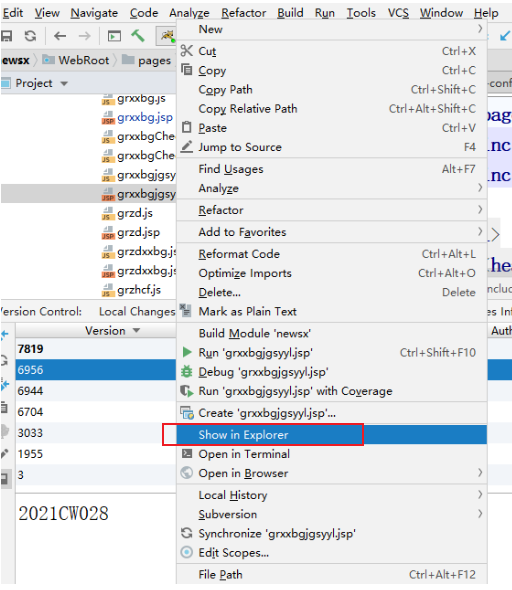 Edit View Navigate Code Analyze Refactor Build Run Tools VCS Window Help
ewsx WebRoot pages
Project
grxxbg.js
grxxbg.jsp
grxxbgChe
grxxbgChe
grxxbgjgsy
grxxbgjgsy
grzd.js
grzd.jsp
grzdxxbg.js
grzdxxbg.js
grzhcf.js
New
Cut Ctrl+X
Copy Ctrl+C
Copy Path Ctrl+Shift+C
Copy Relative Path Ctrl+Alt+Shift+C
Paste Ctrl+V
Jump to Source F4
Find Usages Alt+F7
Analyze
Refactor
Add to Favorites
Reformat Code Ctrl+Alt+L
Optimize Imports Ctrl+Alt+O
Delete... Delete
Mark as Plain Text
Build Module 'newsx'
Run 'grxxbgjgsyyl.jsp' Ctrl+Shift+F10
Debug 'grxxbgjgsyyl.jsp'
Run 'grxxbgjgsyyl.jsp' with Coverage
Create 'grxxbgjgsyyl.jsp'...
Show in Explorer
Open in Terminal
Open in Browser
Local History
Subversion
Synchronize 'grxxbgjgsyyl.jsp'
Edit Scopes...
File Path Ctrl+Alt+F12
-conf
pag
inc
inc
>
hea
nclu
es In
Auth
ersion Control: Local Changes
Version
7819
6956
6944
6704
3033
1955
3
2021CW028